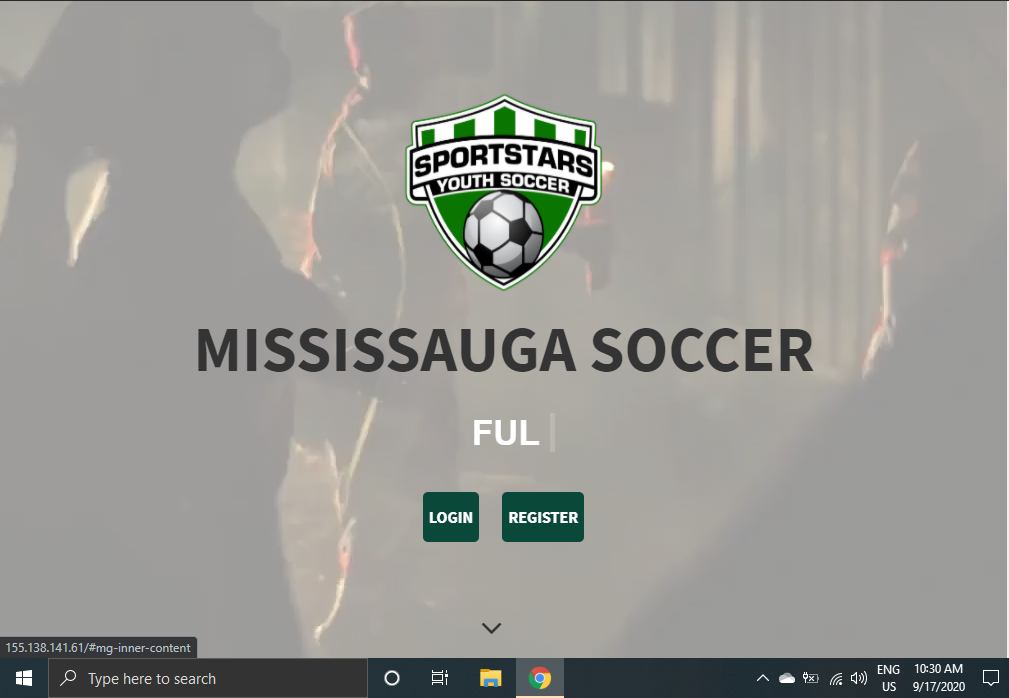 SPORTSTARS
YOUTH SOCCER
MISSISSAUGA SOCCER
FUL
LOGIN
REGISTER
155.138.141.61/#mg-inner-content
Type here to search
ENG
US
10:30 AM
9/17/2020